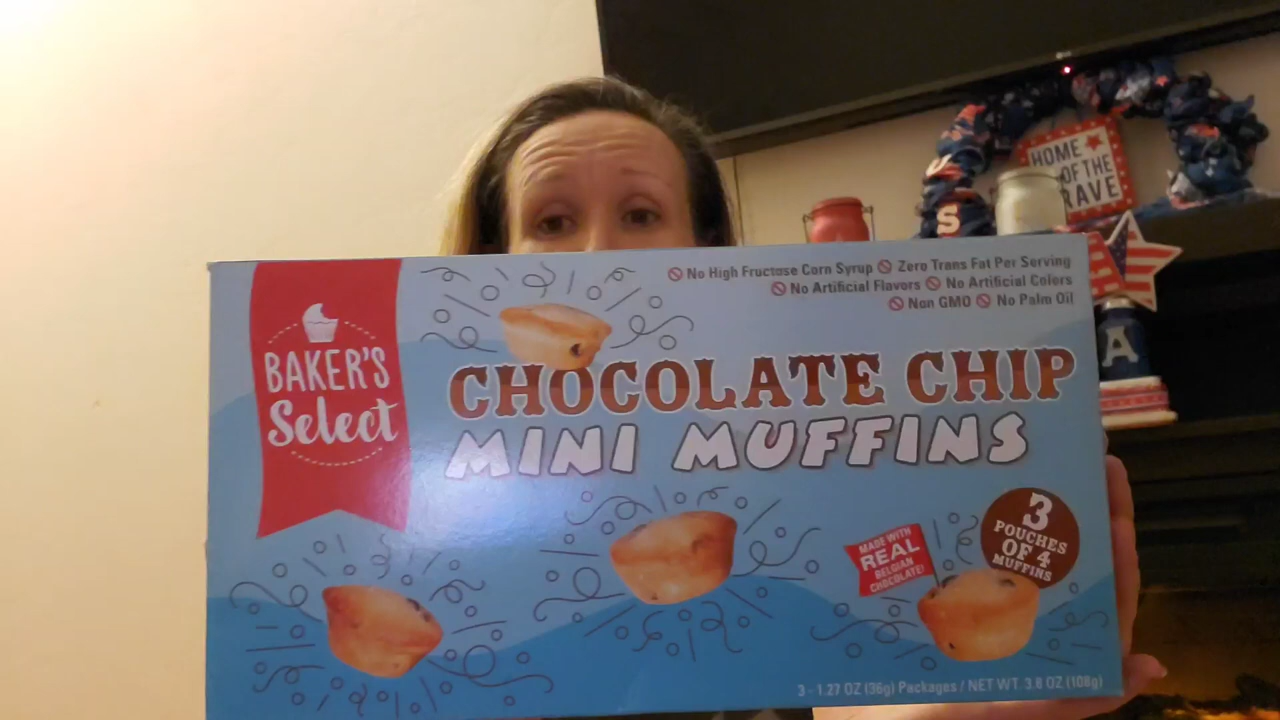 HOME
OF THE
RAVE
U
S
A
BAKER'S
Select
No High Fructose Corn Syrup Zero Trans Fat Per Serving
No Artificial Flavors No Artificial Colors
Non GMO No Palm Oil
CHOCOLATE CHIP
MINI MUFFINS
MADE WITH
REAL
BELGIAN
CHOCOLATE!
3
POUCHES
OF 4
MUFFINS
3 - 1.27 OZ (36g) Packages / NET WT. 3.8 OZ (108g)